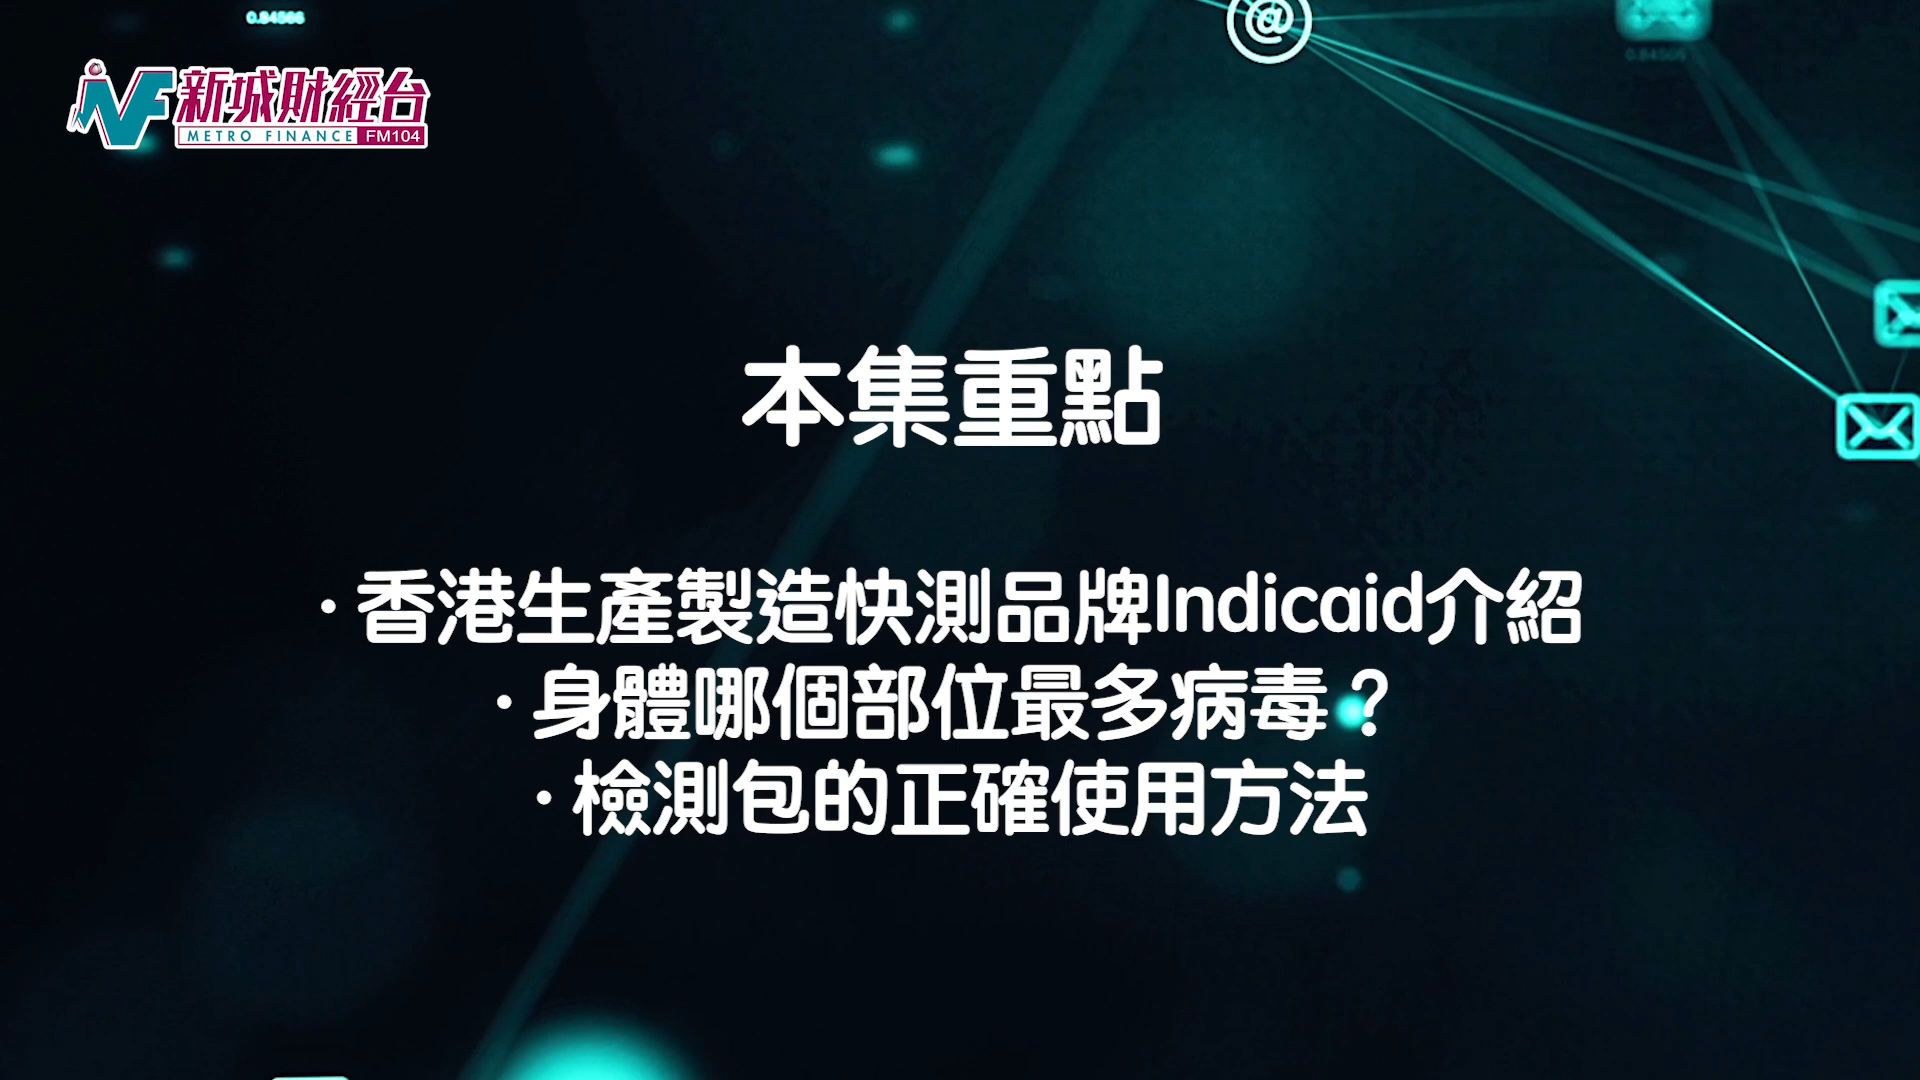 0.84566
新城財經台
METRO FINANCE FM104
@
本集重點
· 香港生產製造快測品牌Indicaid介紹
· 身體哪個部位最多病毒？
· 檢測包的正確使用方法